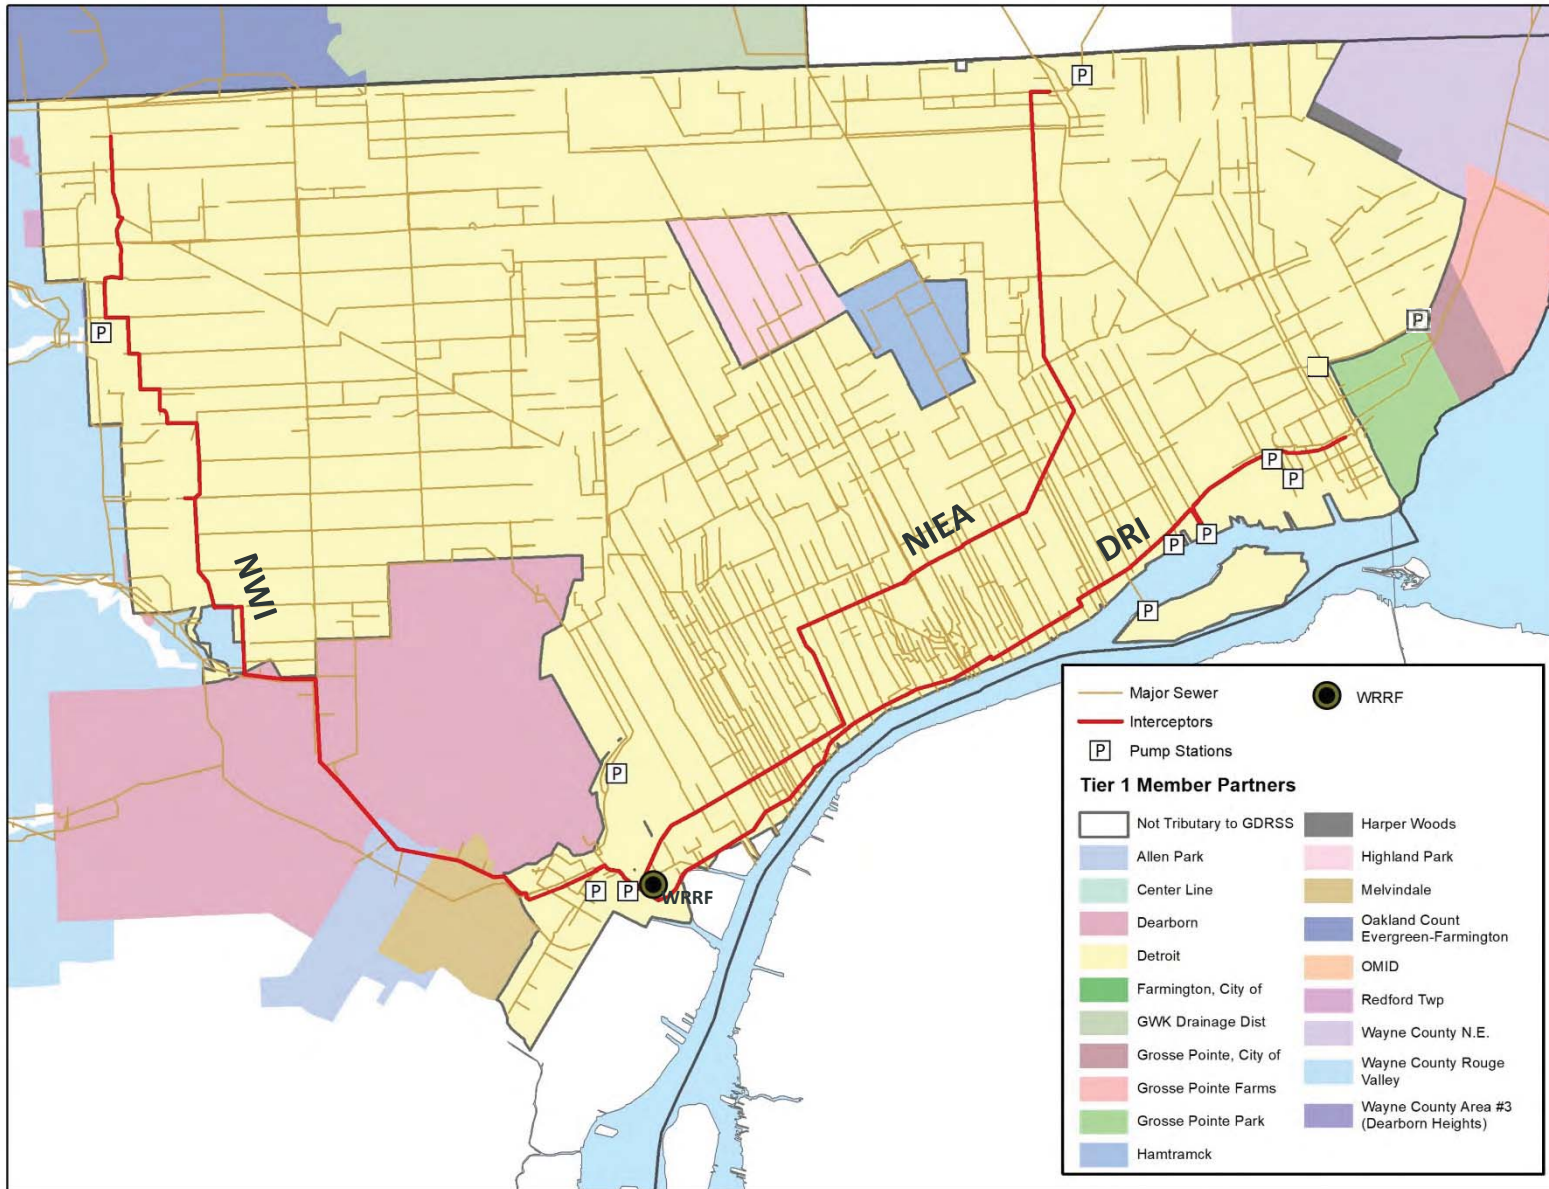 P
P
P
P
P
NIEA
DRI
P
P
P
NWI
P
P
P
P
WRRF
Major Sewer
WRRF
Interceptors
P
Pump Stations
Tier 1 Member Partners
Not Tributary to GDRSS
Allen Park
Center Line
Dearborn
Detroit
Farmington, City of
GWK Drainage Dist
Grosse Pointe, City of
Grosse Pointe Farms
Grosse Pointe Park
Hamtramck
Harper Woods
Highland Park
Melvindale
Oakland Count
Evergreen-Farmington
OMID
Redford Twp
Wayne County N.E.
Wayne County Rouge
Valley
Wayne County Area #3
(Dearborn Heights)